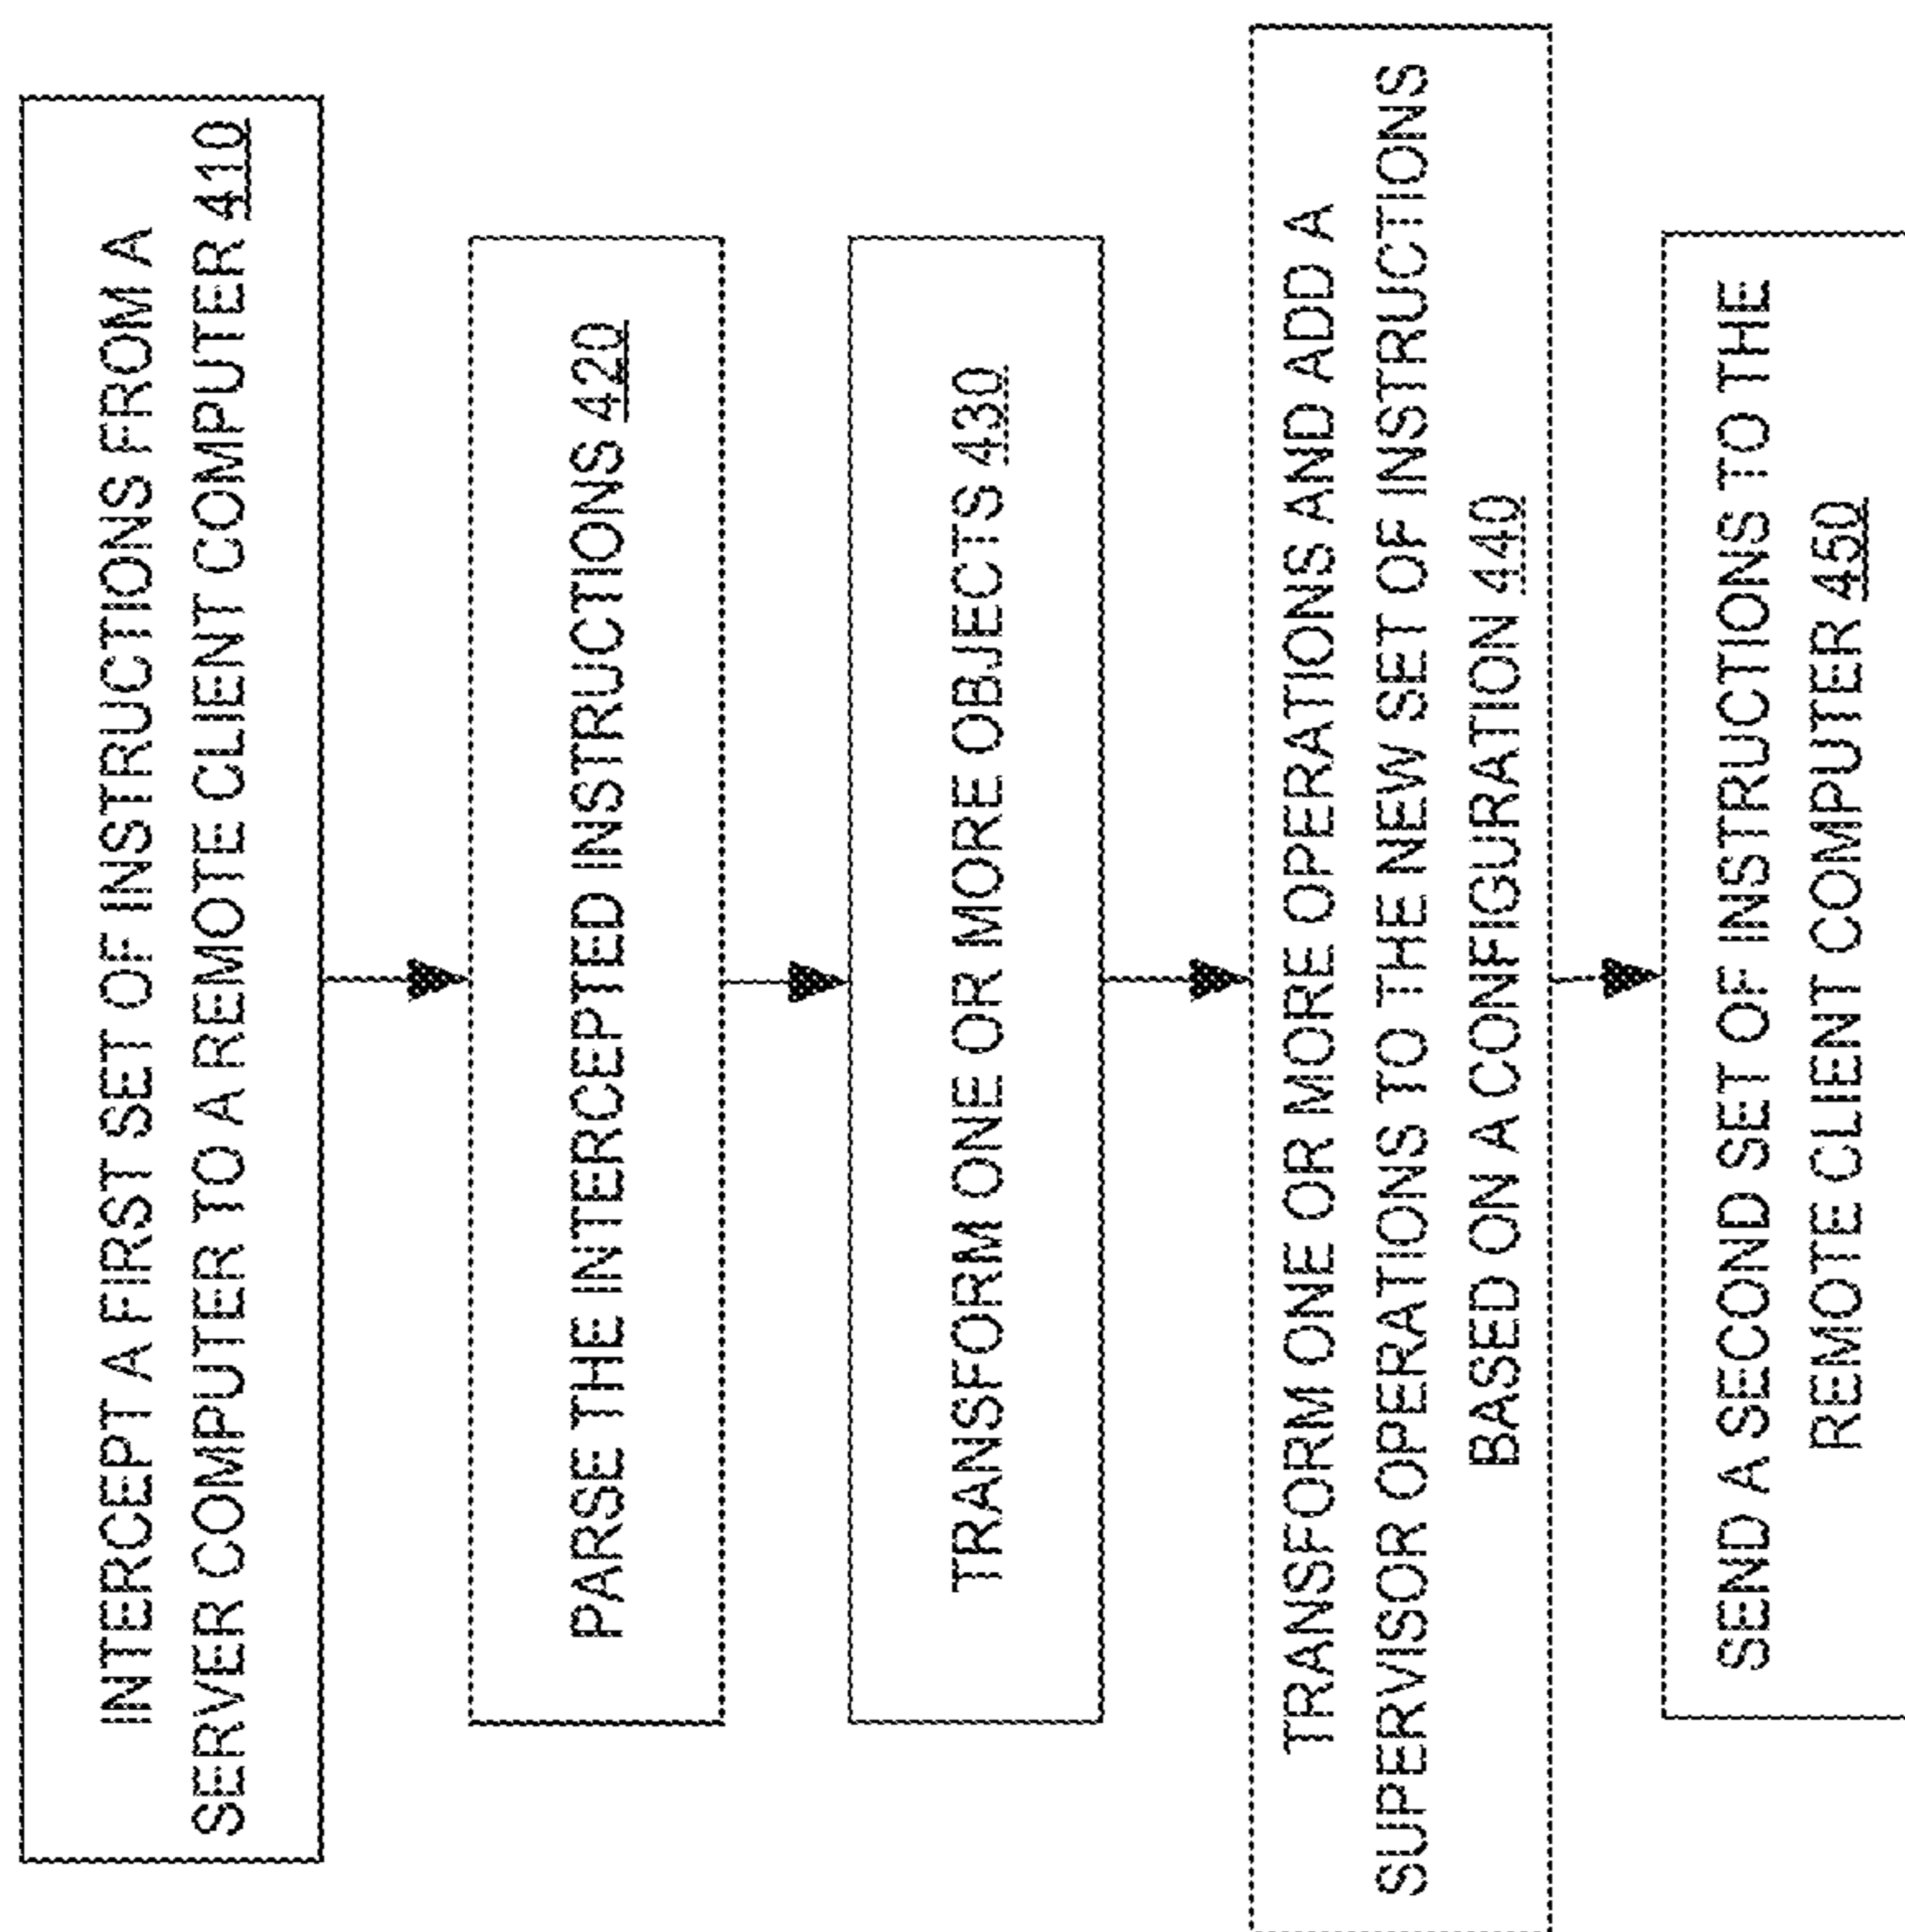 INTERCEPT A FIRST SET OF INSTRUCTIONS FROM A
SERVER COMPUTER TO A REMOTE CLIENT COMPUTER 410
PARSE THE INTERCEPTED INSTRUCTIONS 420
TRANSFORM ONE OR MORE OBJECTS 430
TRANSFORM ONE OR MORE OPERATIONS AND ADD A
SUPERVISOR OPERATIONS TO THE NEW SET OF INSTRUCTIONS
BASED ON A CONFIGURATION 440
SEND A SECOND SET OF INSTRUCTIONS TO THE
REMOTE CLIENT COMPUTER 450